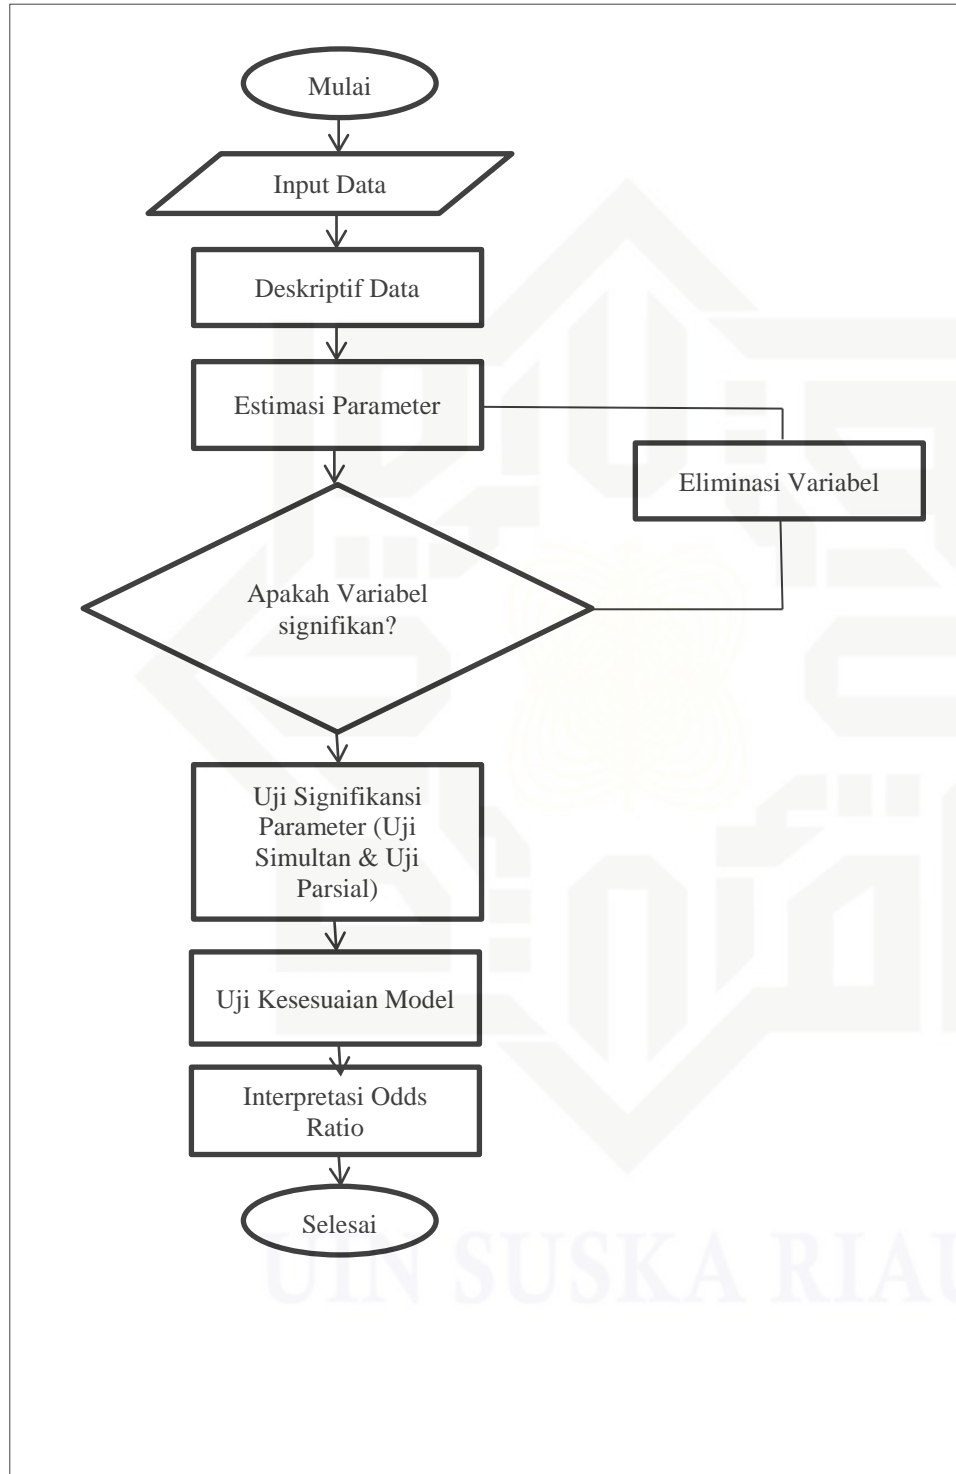 Mulai
Input Data
Deskriptif Data
Estimasi Parameter
Eliminasi Variabel
Apakah Variabel
signifikan?
Uji Signifikansi
Parameter (Uji
Simultan & Uji
Parsial)
Uji Kesesuaian Model
Interpretasi Odds
Ratio
Selesai
UIN SUSKA RIAU